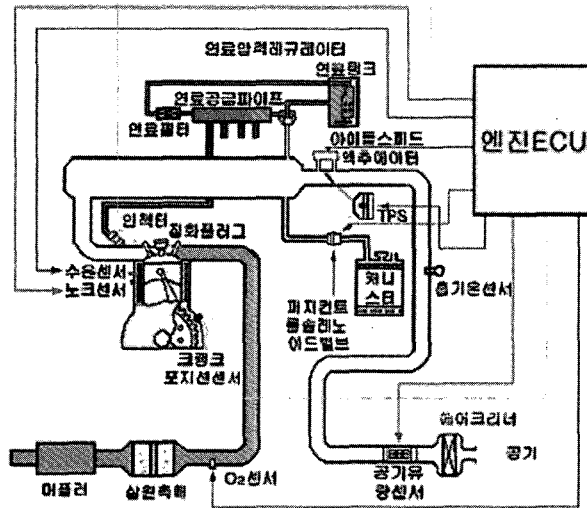 연료압력레규레이터
연료탱크
연료공급파이프
연료필터
아이들스피드
액추에이터
엔진ECU
인젝터
점화플러그
TPS
수온센서
노크센서
캐니
스터
흡기온센서
퍼지컨트
롤솔레노
이드밸브
크랭크
포지션센서
에어크리너
공기
공기유
량센서
O₂센서
머플러
삼원촉매